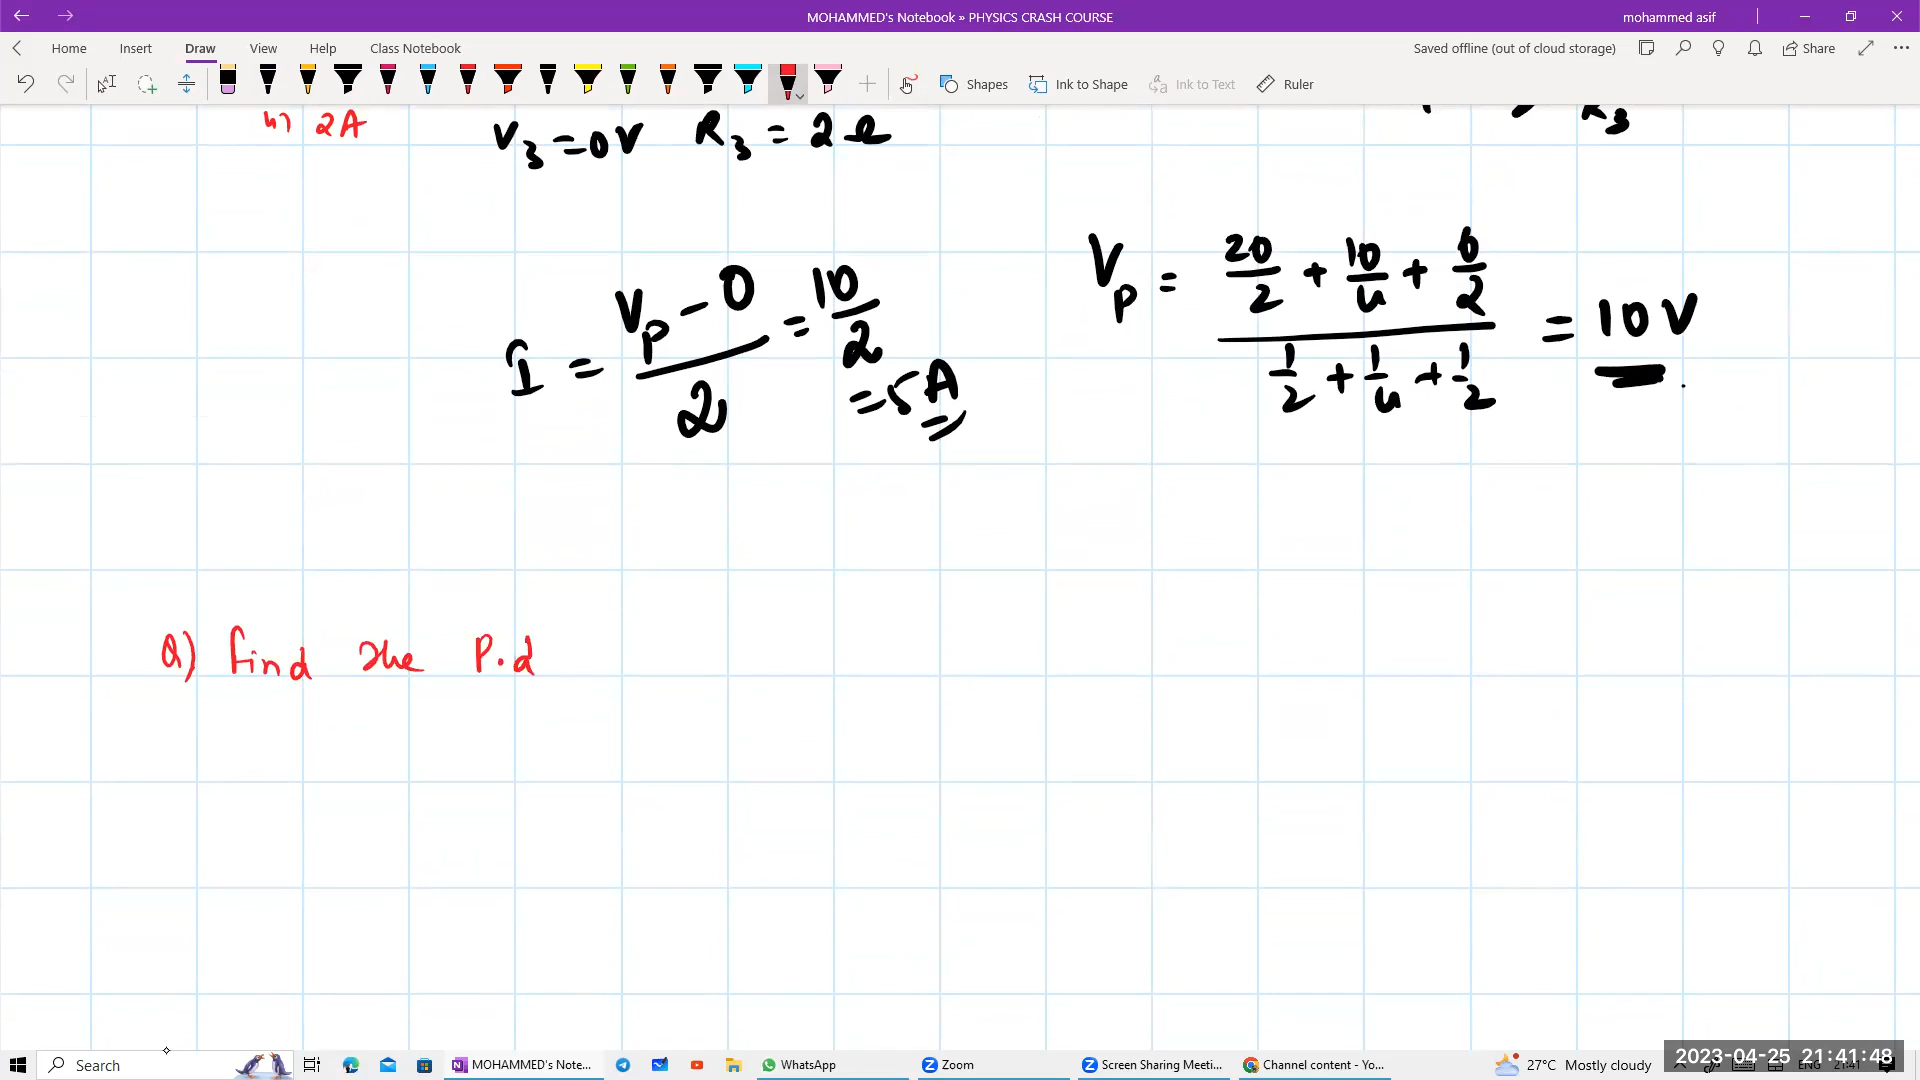 MOHAMMED's Notebook » PHYSICS CRASH COURSE
mohammed asif
Home Insert Draw View Help Class Notebook
Saved offline (out of cloud storage)
Share
Shapes Ink to Shape Ink to Text Ruler
4) 2A
V₃ = 0V R₃ = 2Ω
R₃
I = (Vp - 0)/2 = 10/2
= 5A
Vp = (20/2 + 10/4 + 0/2)/(1/2 + 1/4 + 1/2) = 10V
Q) Find the P.d
Search
MOHAMMED's Note...
WhatsApp
Zoom
Screen Sharing Meeti...
Channel content - Yo...
27°C Mostly cloudy
ENG
21:41
2023-04-25 21:41:48